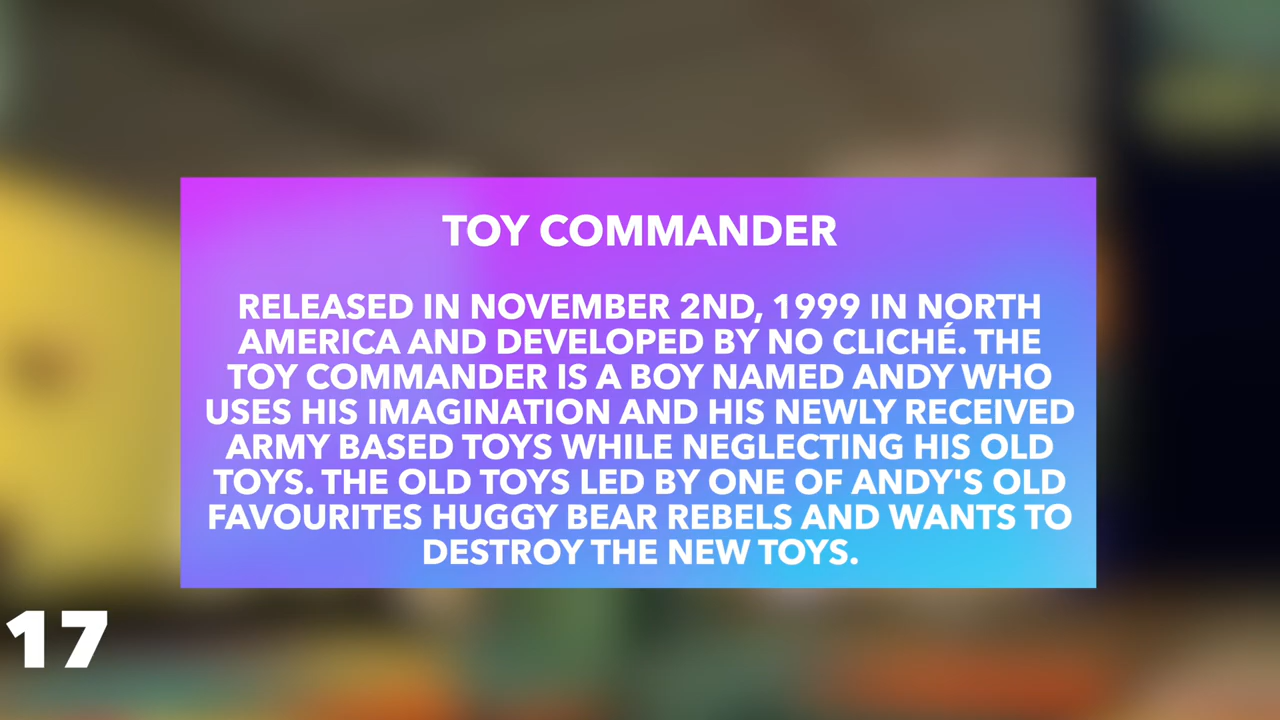 TOY COMMANDER
RELEASED IN NOVEMBER 2ND, 1999 IN NORTH
AMERICA AND DEVELOPED BY NO CLICHÉ. THE
TOY COMMANDER IS A BOY NAMED ANDY WHO
USES HIS IMAGINATION AND HIS NEWLY RECEIVED
ARMY BASED TOYS WHILE NEGLECTING HIS OLD
TOYS. THE OLD TOYS LED BY ONE OF ANDY'S OLD
FAVOURITES HUGGY BEAR REBELS AND WANTS TO
DESTROY THE NEW TOYS.
17